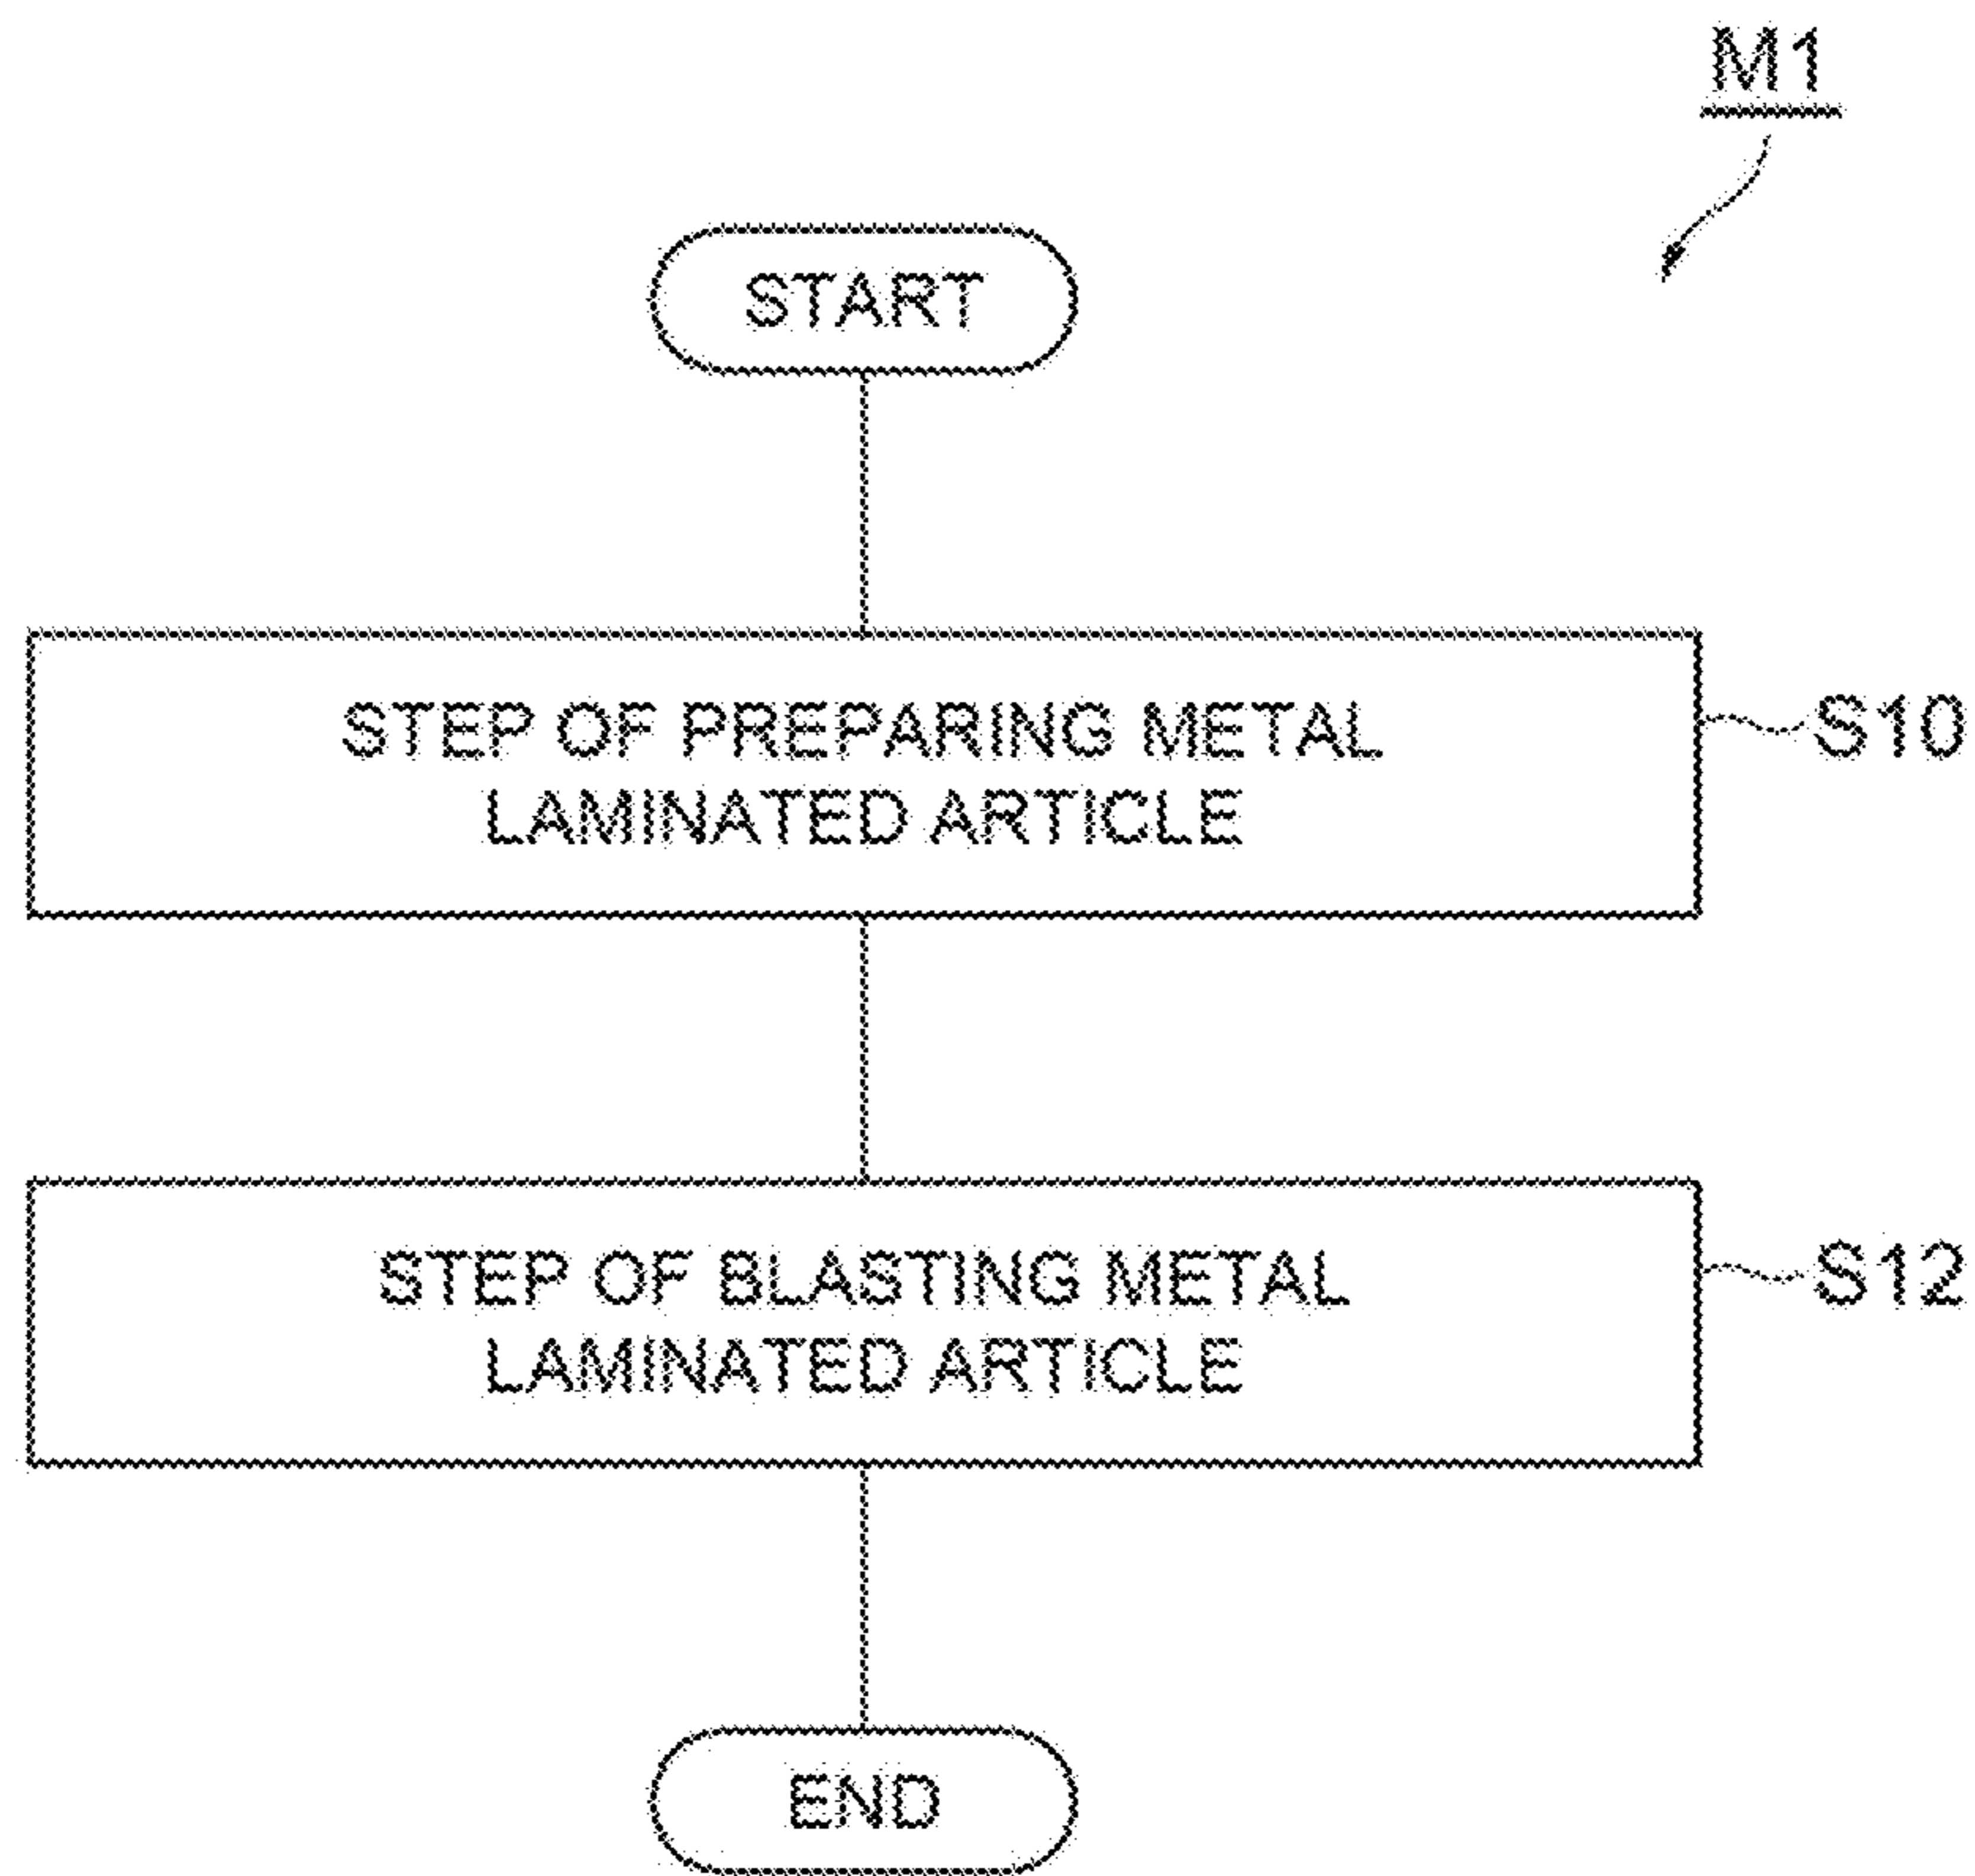 M1
START
STEP OF PREPARING METAL
LAMINATED ARTICLE
S10
STEP OF BLASTING METAL
LAMINATED ARTICLE
S12
END